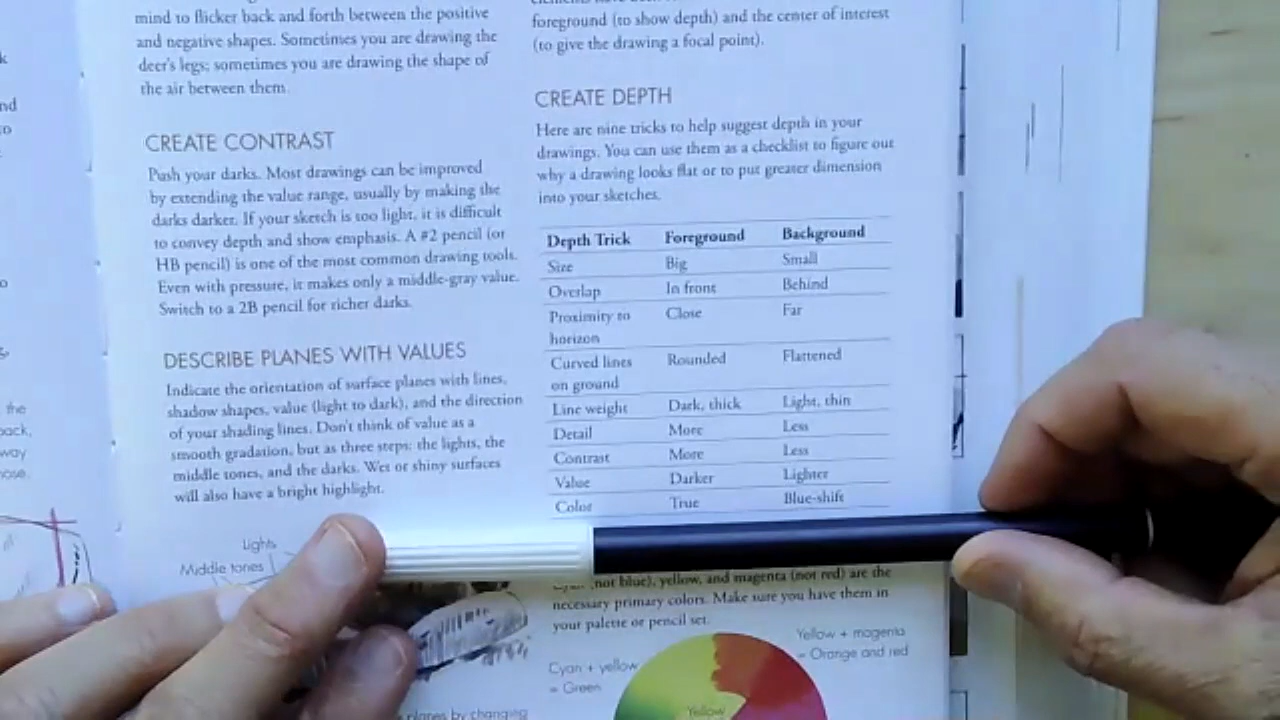 mind to flicker back and forth between the positive
and negative shapes. Sometimes you are drawing the
deer's legs; sometimes you are drawing the shape of
the air between them.
CREATE CONTRAST
Push your darks. Most drawings can be improved
by extending the value range, usually by making the
darks darker. If your sketch is too light, it is difficult
to convey depth and show emphasis. A #2 pencil (or
HB pencil) is one of the most common drawing tools.
Even with pressure, it makes only a middle-gray value.
Switch to a 2B pencil for richer darks.
DESCRIBE PLANES WITH VALUES
Indicate the orientation of surface planes with lines,
shadow shapes, value (light to dark), and the direction
of your shading lines. Don't think of value as a
smooth gradation, but as three steps: the lights, the
middle tones, and the darks. Wet or shiny surfaces
will also have a bright highlight.
Lights
Middle tones
planes by changing
foreground (to show depth) and the center of interest
(to give the drawing a focal point).
CREATE DEPTH
Here are nine tricks to help suggest depth in your
drawings. You can use them as a checklist to figure out
why a drawing looks flat or to put greater dimension
into your sketches.
Depth Trick Foreground Background
Size Big Small
Overlap In front Behind
Proximity to Close Far
horizon
Curved lines Rounded Flattened
on ground
Line weight Dark, thick Light, thin
Detail More Less
Contrast More Less
Value Darker Lighter
Color True Blue-shift
Cyan (not blue), yellow, and magenta (not red) are the
necessary primary colors. Make sure you have them in
your palette or pencil set.
Yellow + magenta
= Orange and red
Cyan + yellow
= Green
Yellow
the
back,
way